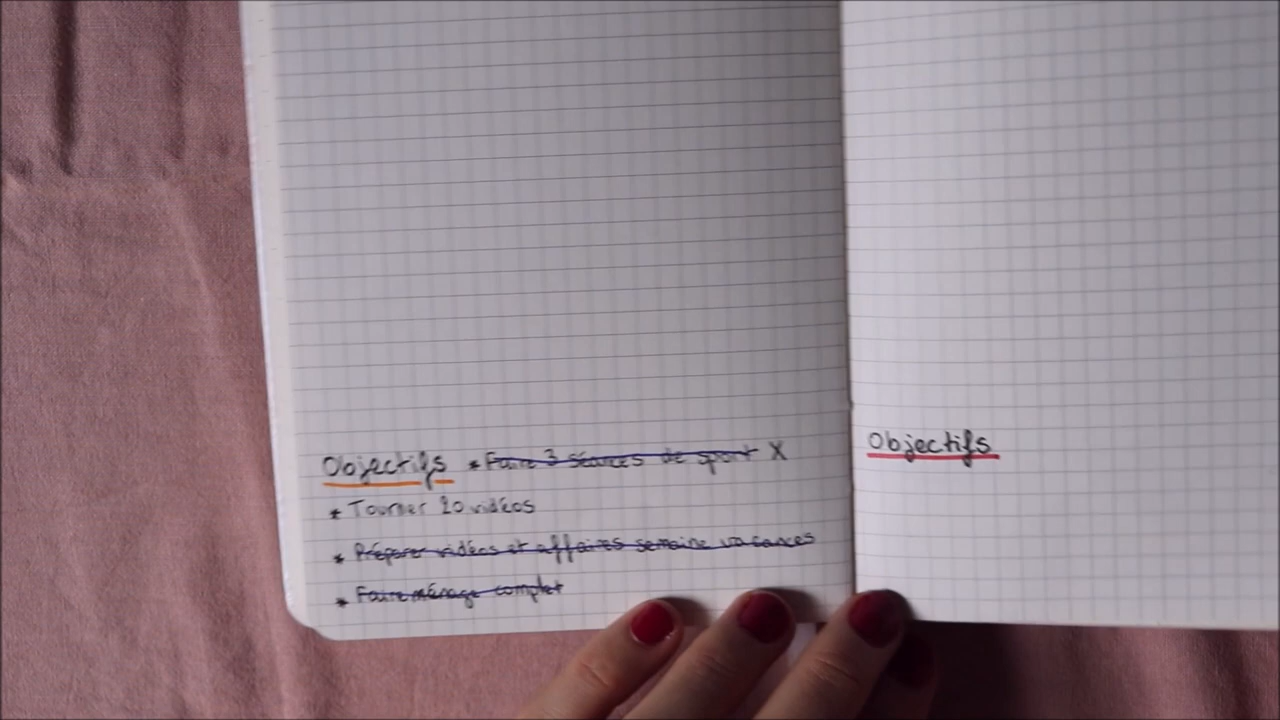 Objectifs * Faire 3 séances de sport X
* Tourner 20 vidéos
* Préparer vidéos et affaires semaine vacances
* Faire ménage complet
Objectifs